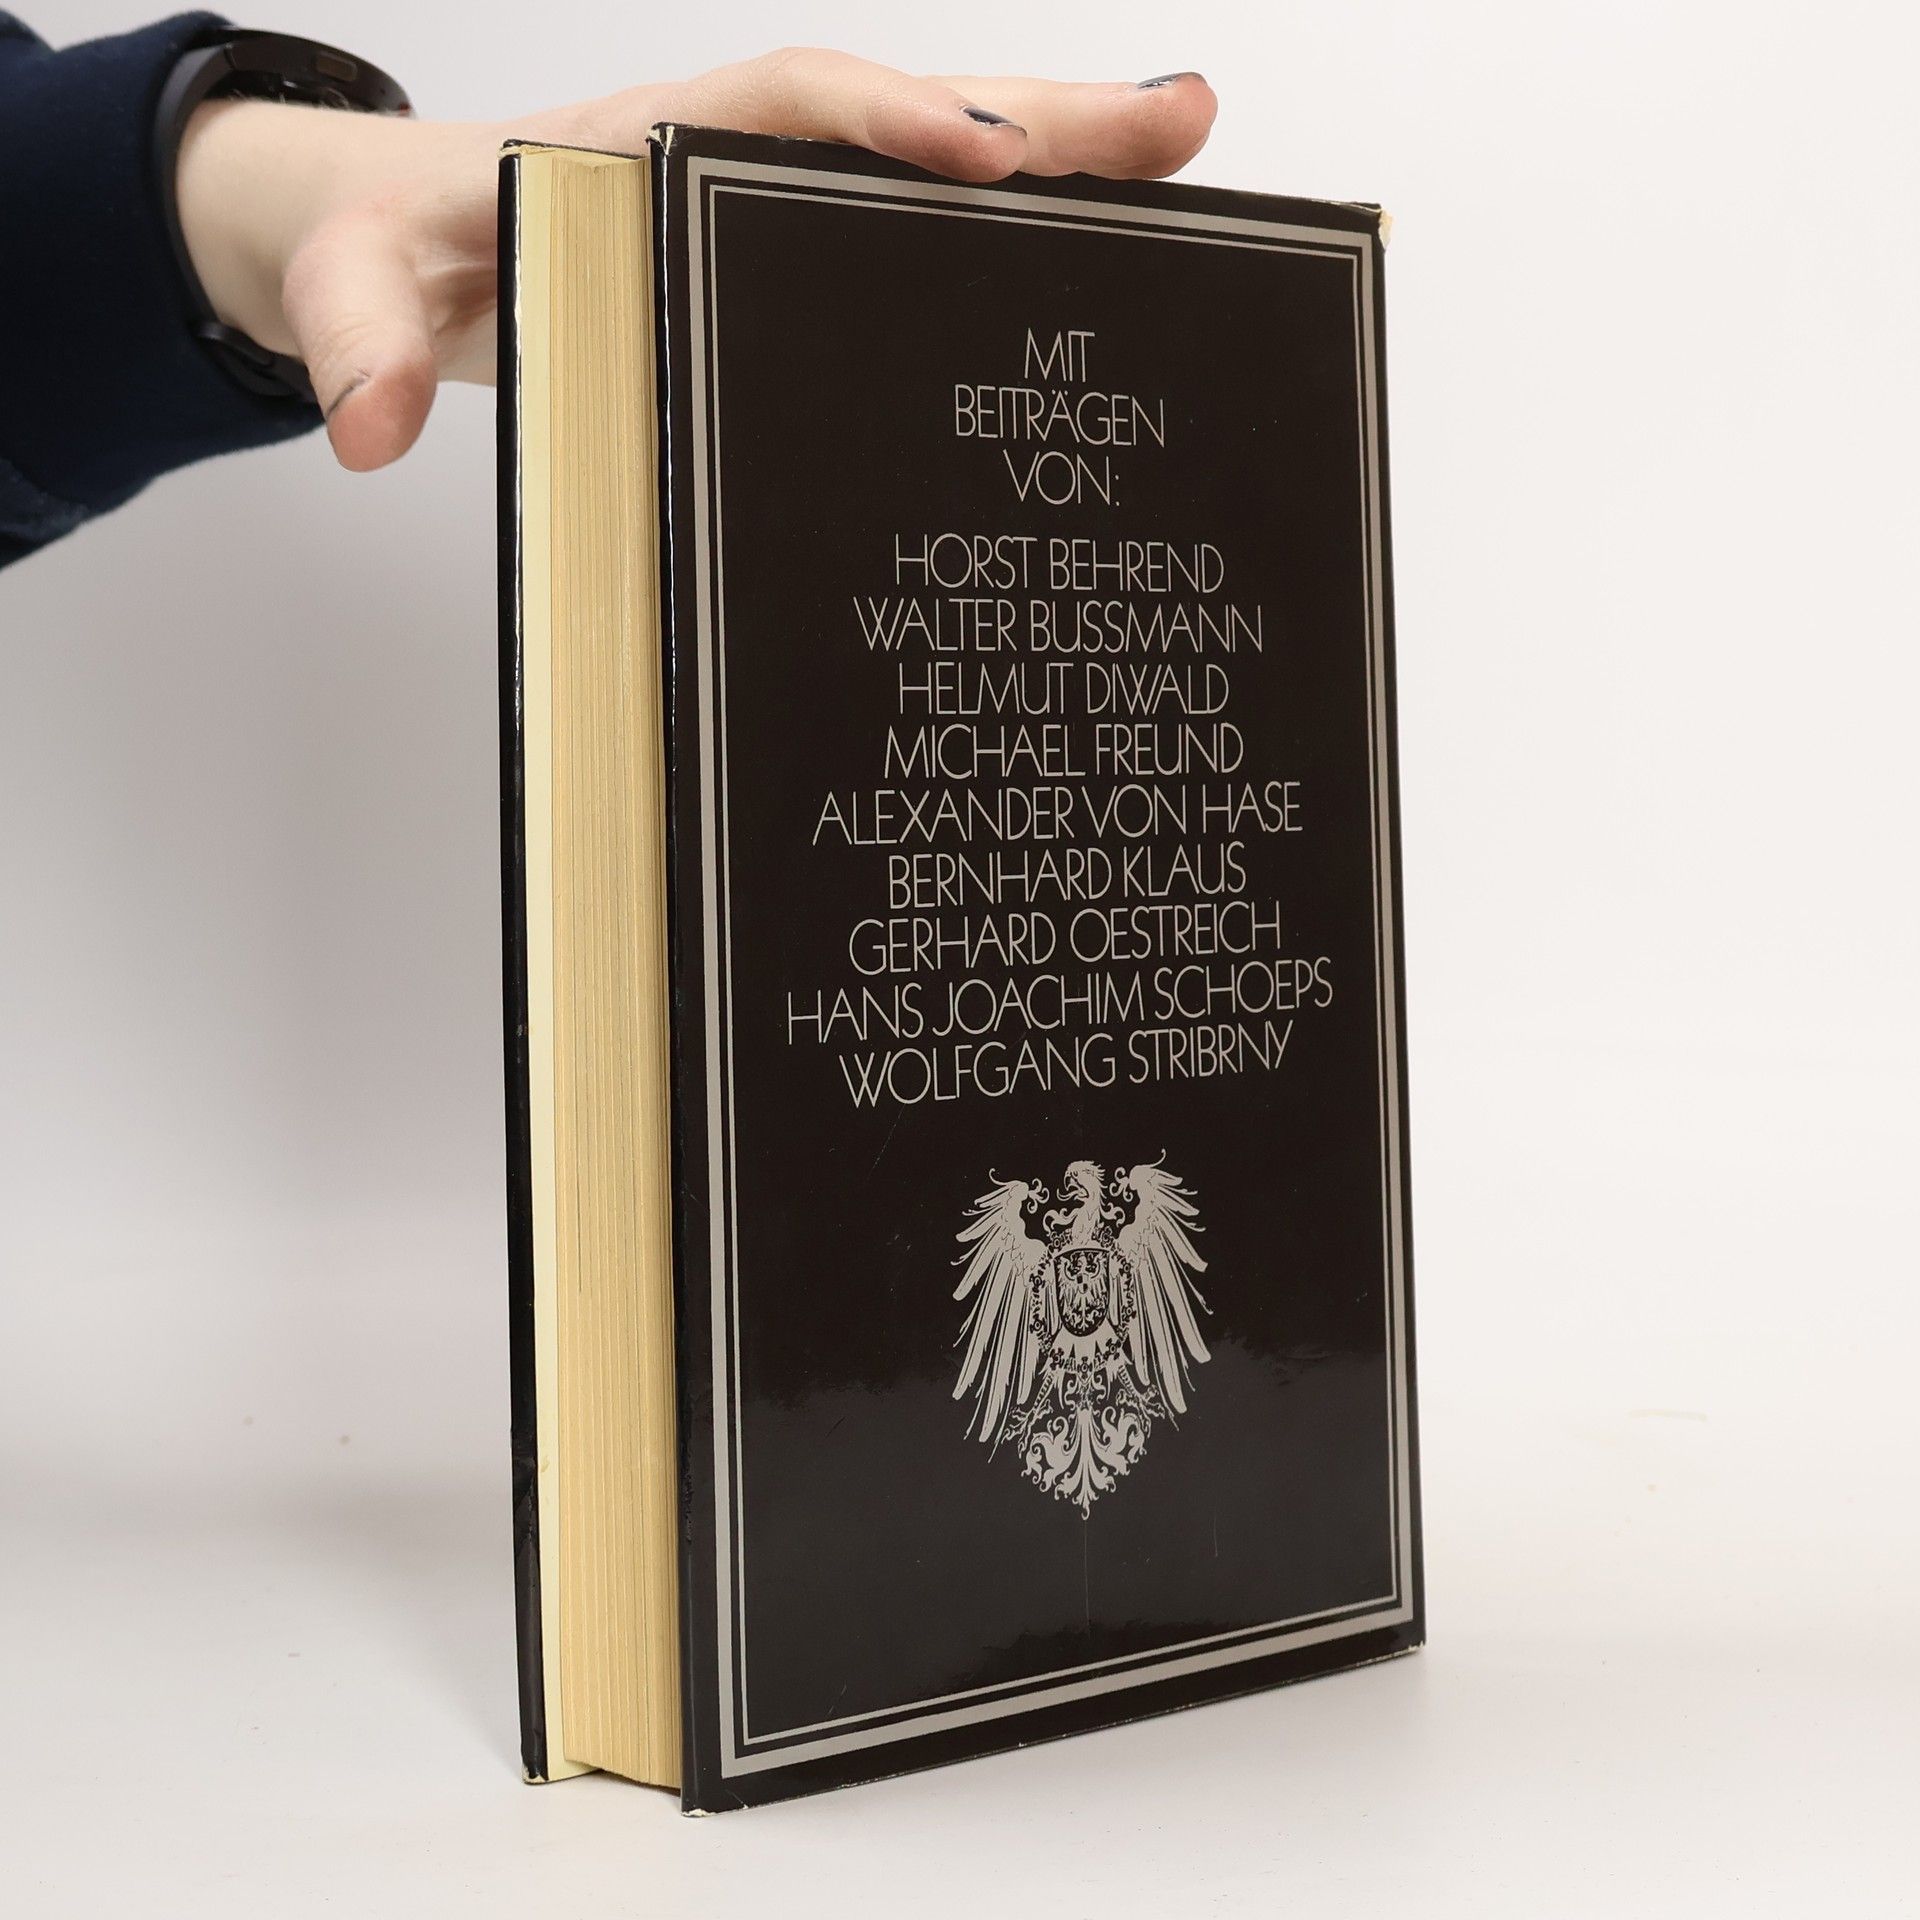 MIT
BEITRÄGEN
VON:
HORST BEHREND
WALTER BUSSMANN
HELMUT DIWALD
MICHAEL FREUND
ALEXANDER VON HASE
BERNHARD KLAUS
GERHARD OESTREICH
HANS JOACHIM SCHOEPS
WOLFGANG STRIBRNY